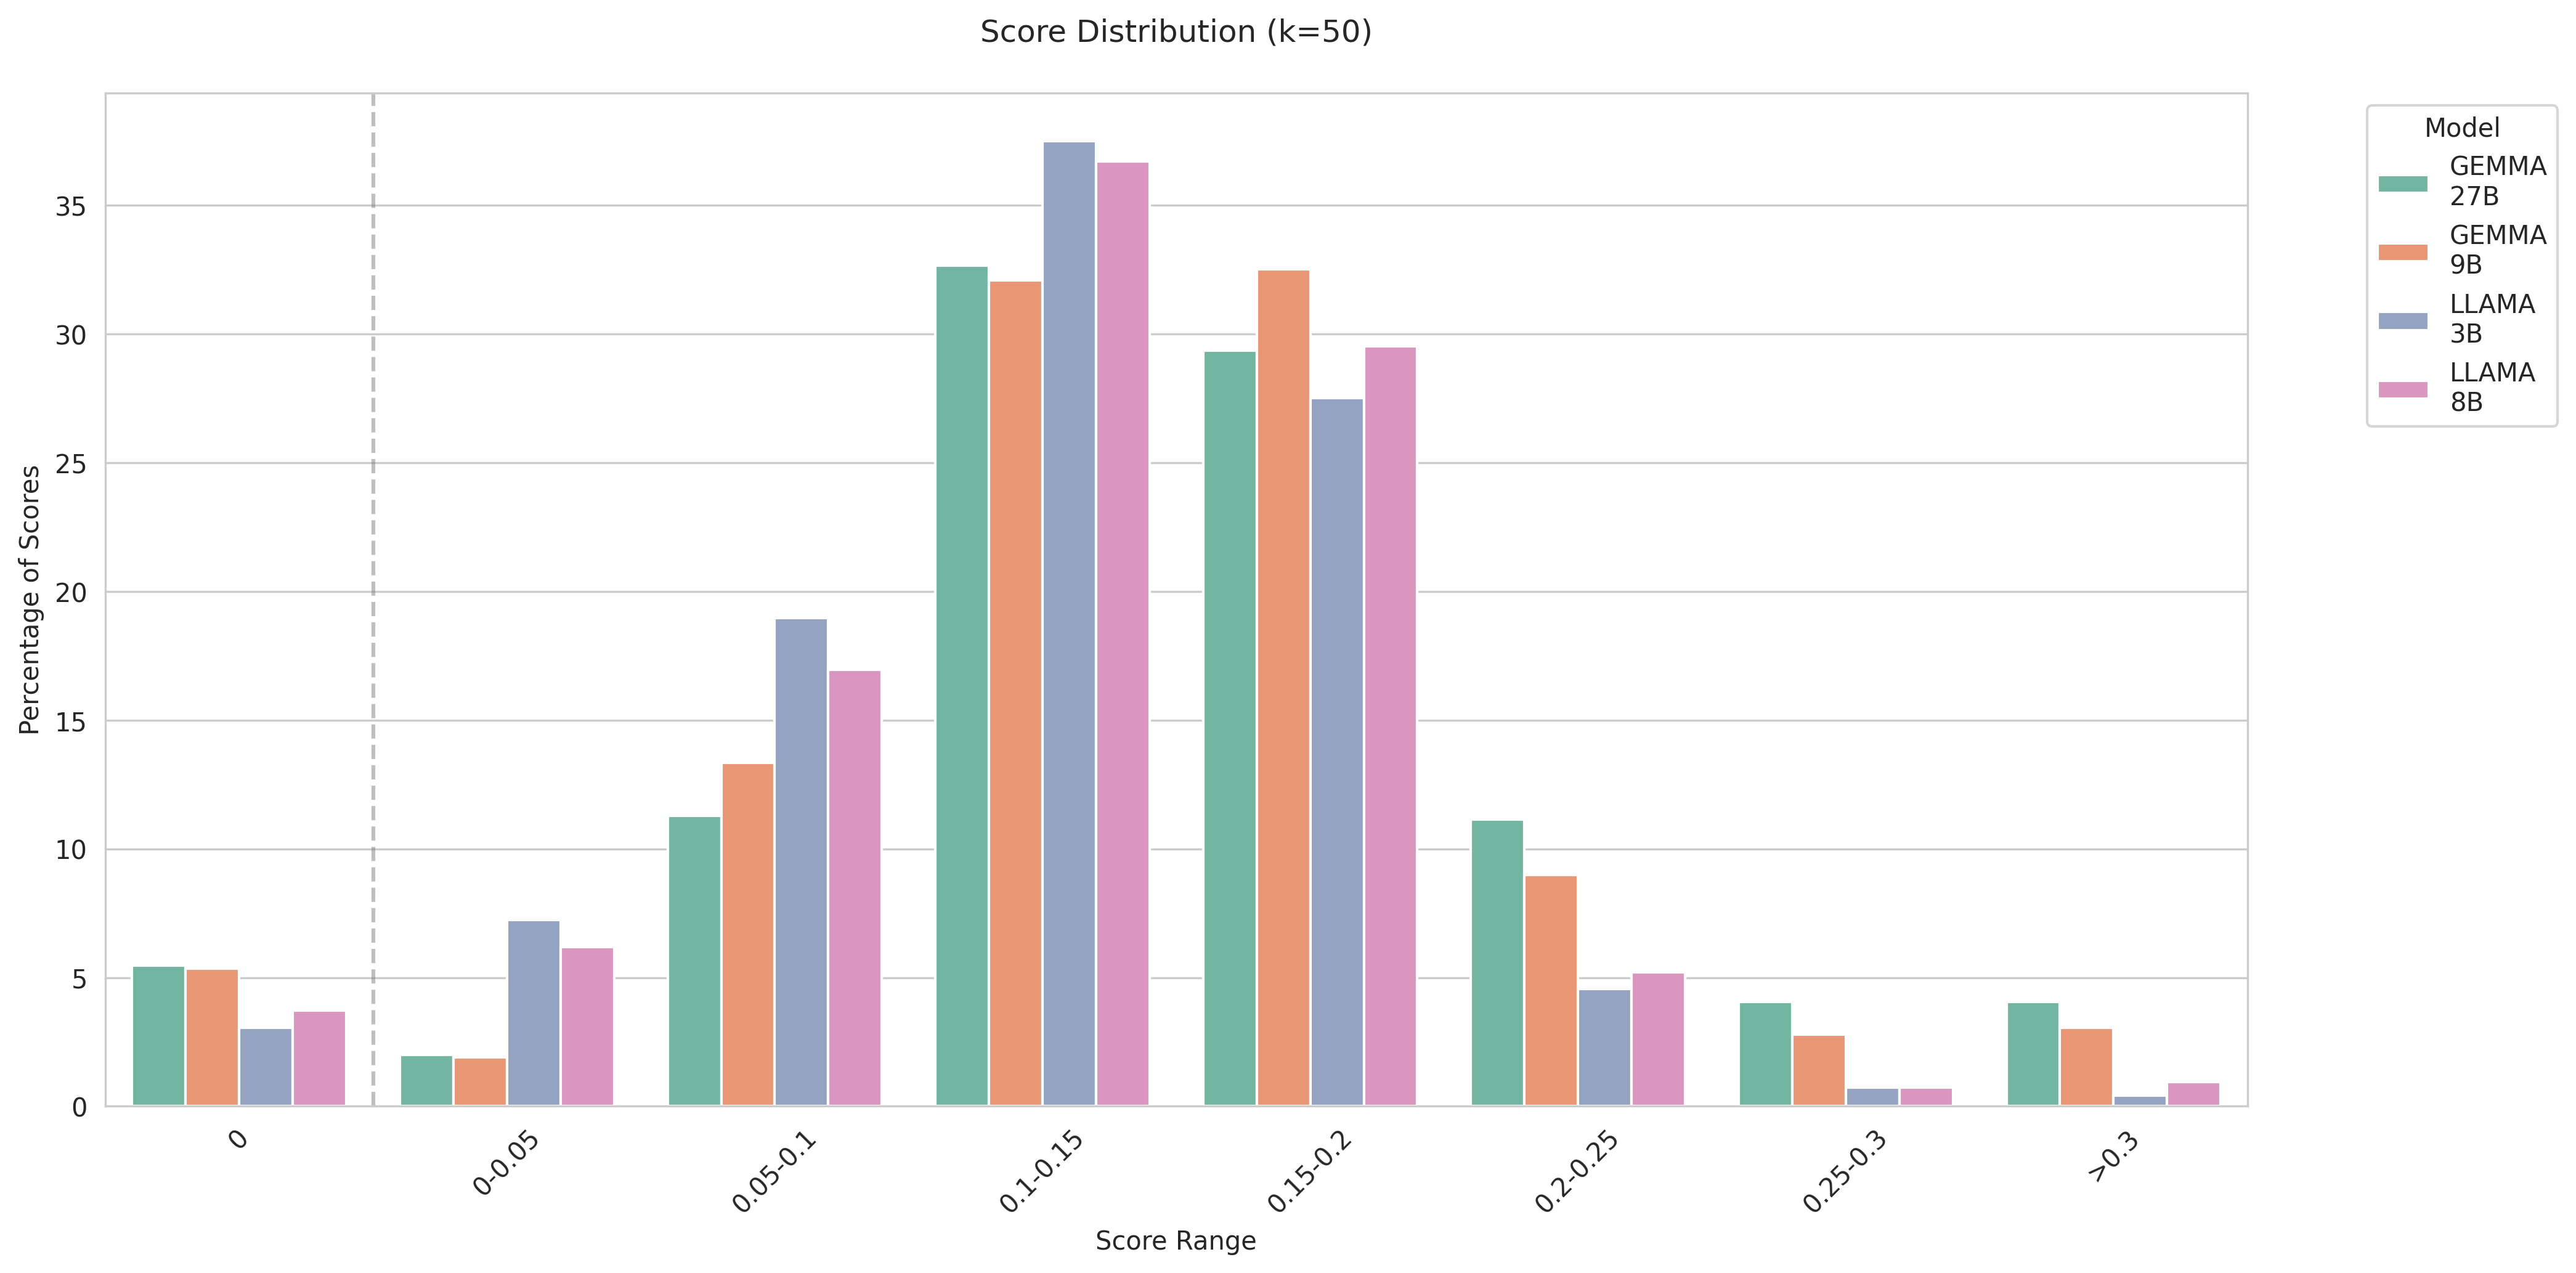 Score Distribution (k=50)
Model
GEMMA
27B
GEMMA
9B
LLAMA
3B
LLAMA
8B
Percentage of Scores
35
30
25
20
15
10
5
0
0
0-0.05
0.05-0.1
0.1-0.15
0.15-0.2
0.2-0.25
0.25-0.3
>0.3
Score Range